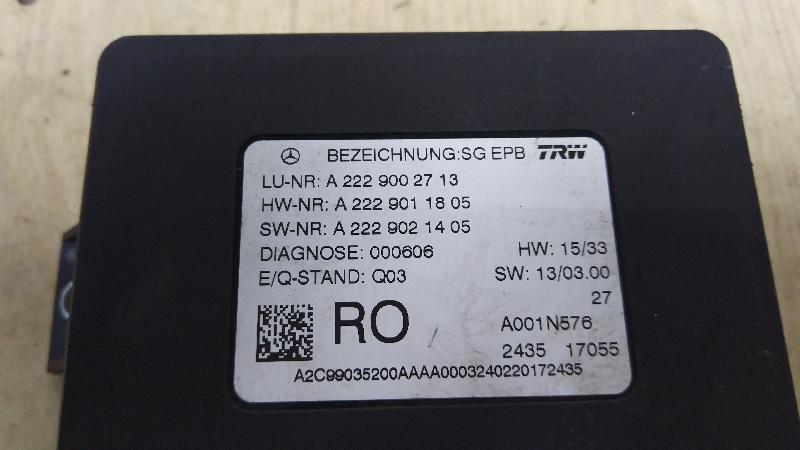 BEZEICHNUNG:SG EPB TRW
LU-NR: A 222 900 27 13
HW-NR: A 222 901 18 05
SW-NR: A 222 902 14 05
DIAGNOSE: 000606 HW: 15/33
E/Q-STAND: Q03 SW: 13/03.00
27
RO A001N576
2435 17055
A2C99035200AAAA0003240220172435